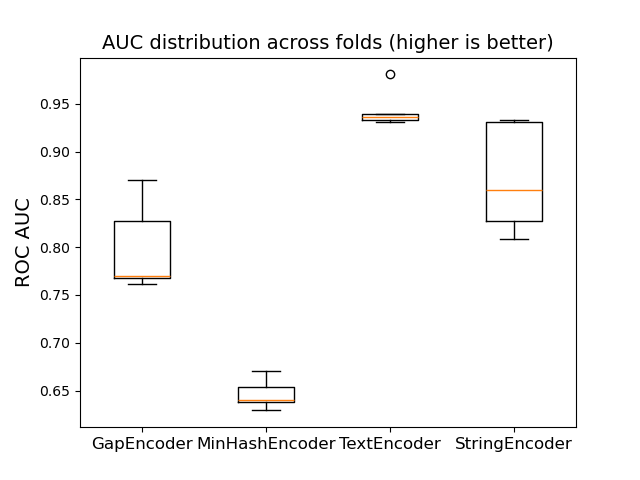 AUC distribution across folds (higher is better)
ROC AUC
0.95
0.90
0.85
0.80
0.75
0.70
0.65
GapEncoder MinHashEncoder TextEncoder StringEncoder